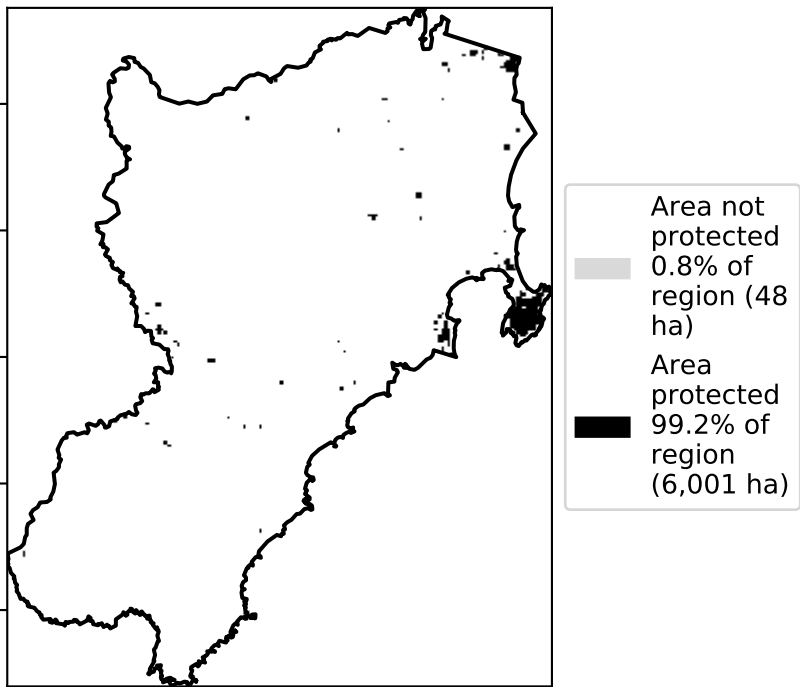 Area not
protected
0.8% of
region (48
ha)
Area
protected
99.2% of
region
(6,001 ha)